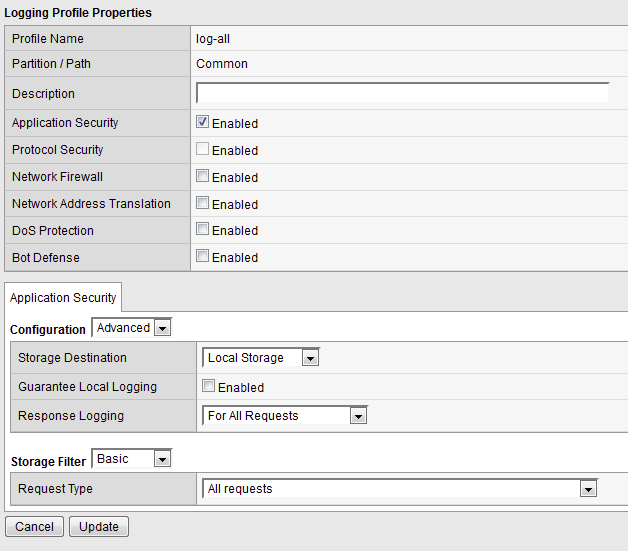 Logging Profile Properties
Profile Name log-all
Partition / Path Common
Description
Application Security Enabled
Protocol Security Enabled
Network Firewall Enabled
Network Address Translation Enabled
DoS Protection Enabled
Bot Defense Enabled
Application Security
Configuration Advanced
Storage Destination Local Storage
Guarantee Local Logging Enabled
Response Logging For All Requests
Storage Filter Basic
Request Type All requests
Cancel Update